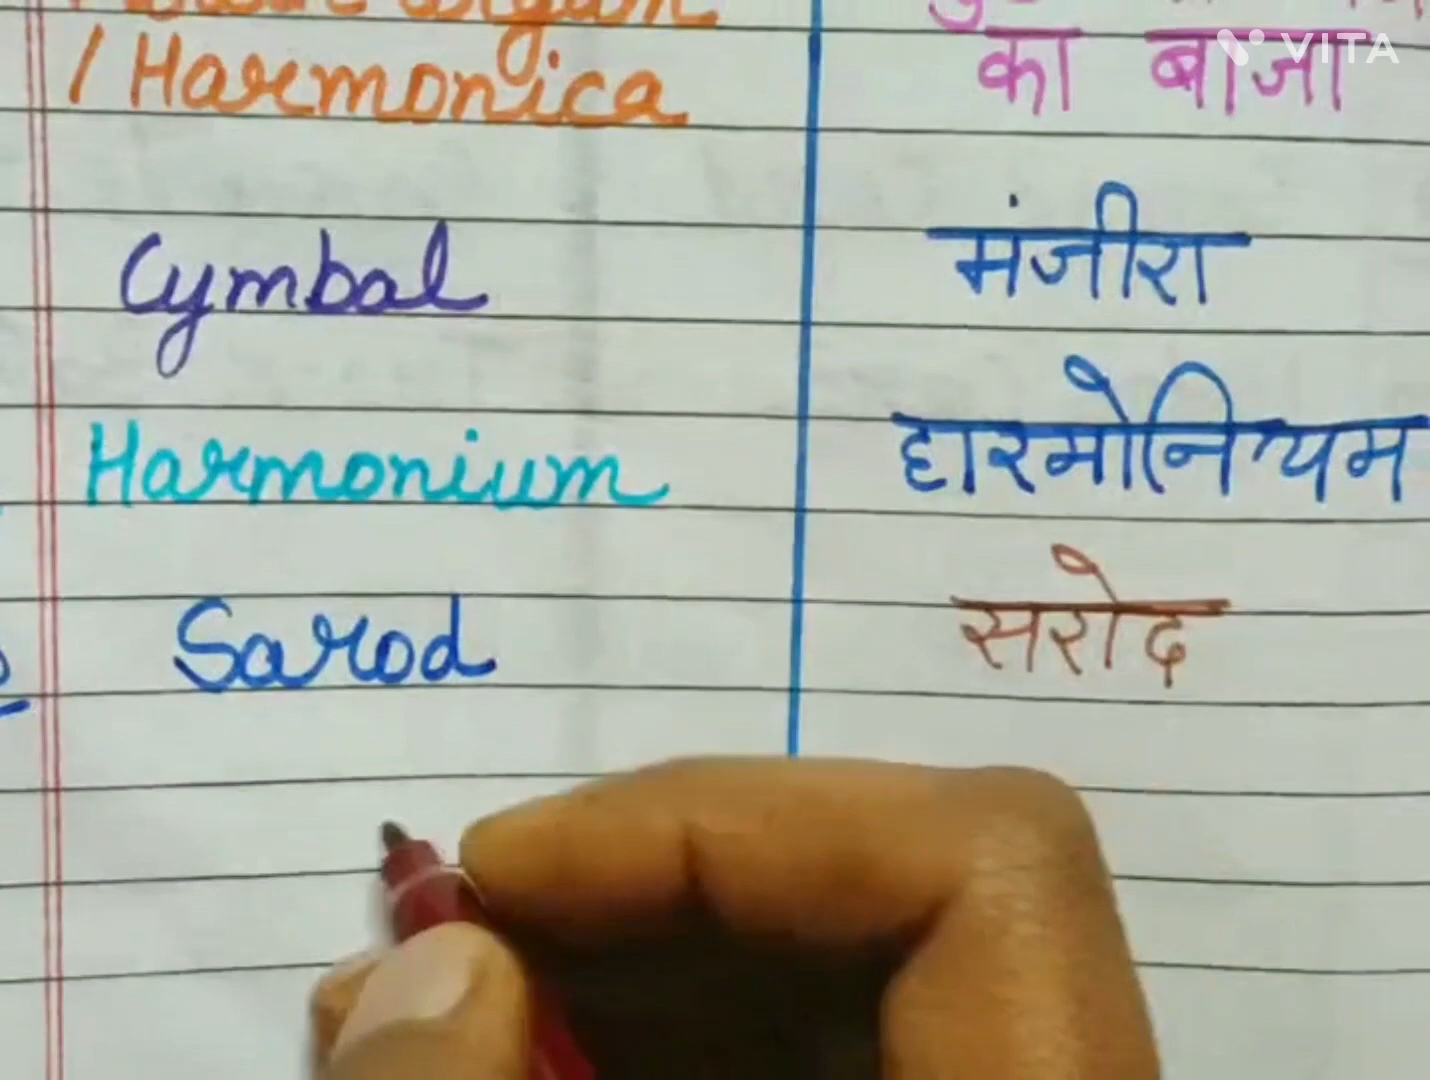 / Harmonica का बाजा
VITA
Cymbal मंजीरा
Harmonium हारमोनियम
Sarod सरोद